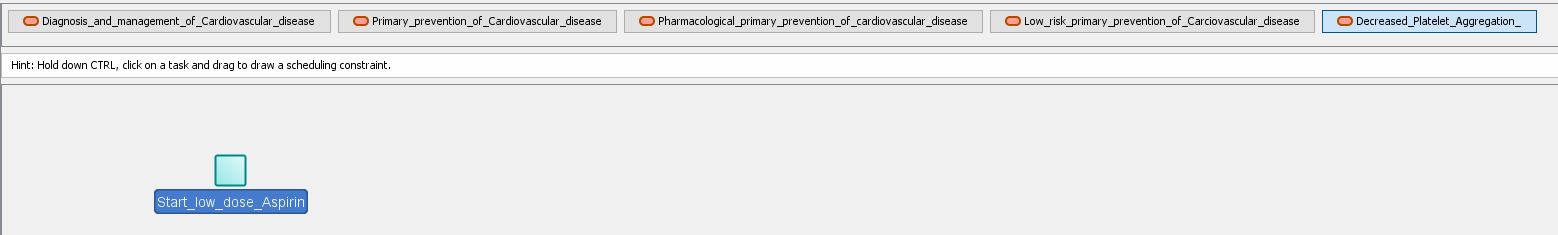 Diagnosis_and_management_of_Cardiovascular_disease Primary_prevention_of_Cardiovascular_disease Pharmacological_primary_prevention_of_cardiovascular_disease Low_risk_primary_prevention_of_Carciovascular_disease Decreased_Platelet_Aggregation_
Hint: Hold down CTRL, click on a task and drag to draw a scheduling constraint.
Start_low_dose_Aspirin